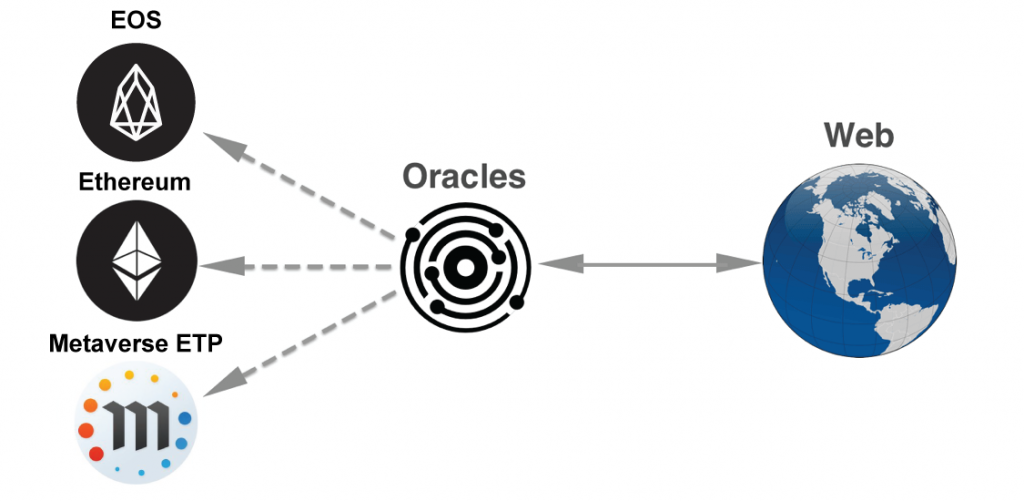 EOS
Ethereum
Metaverse ETP
m
Oracles
Web